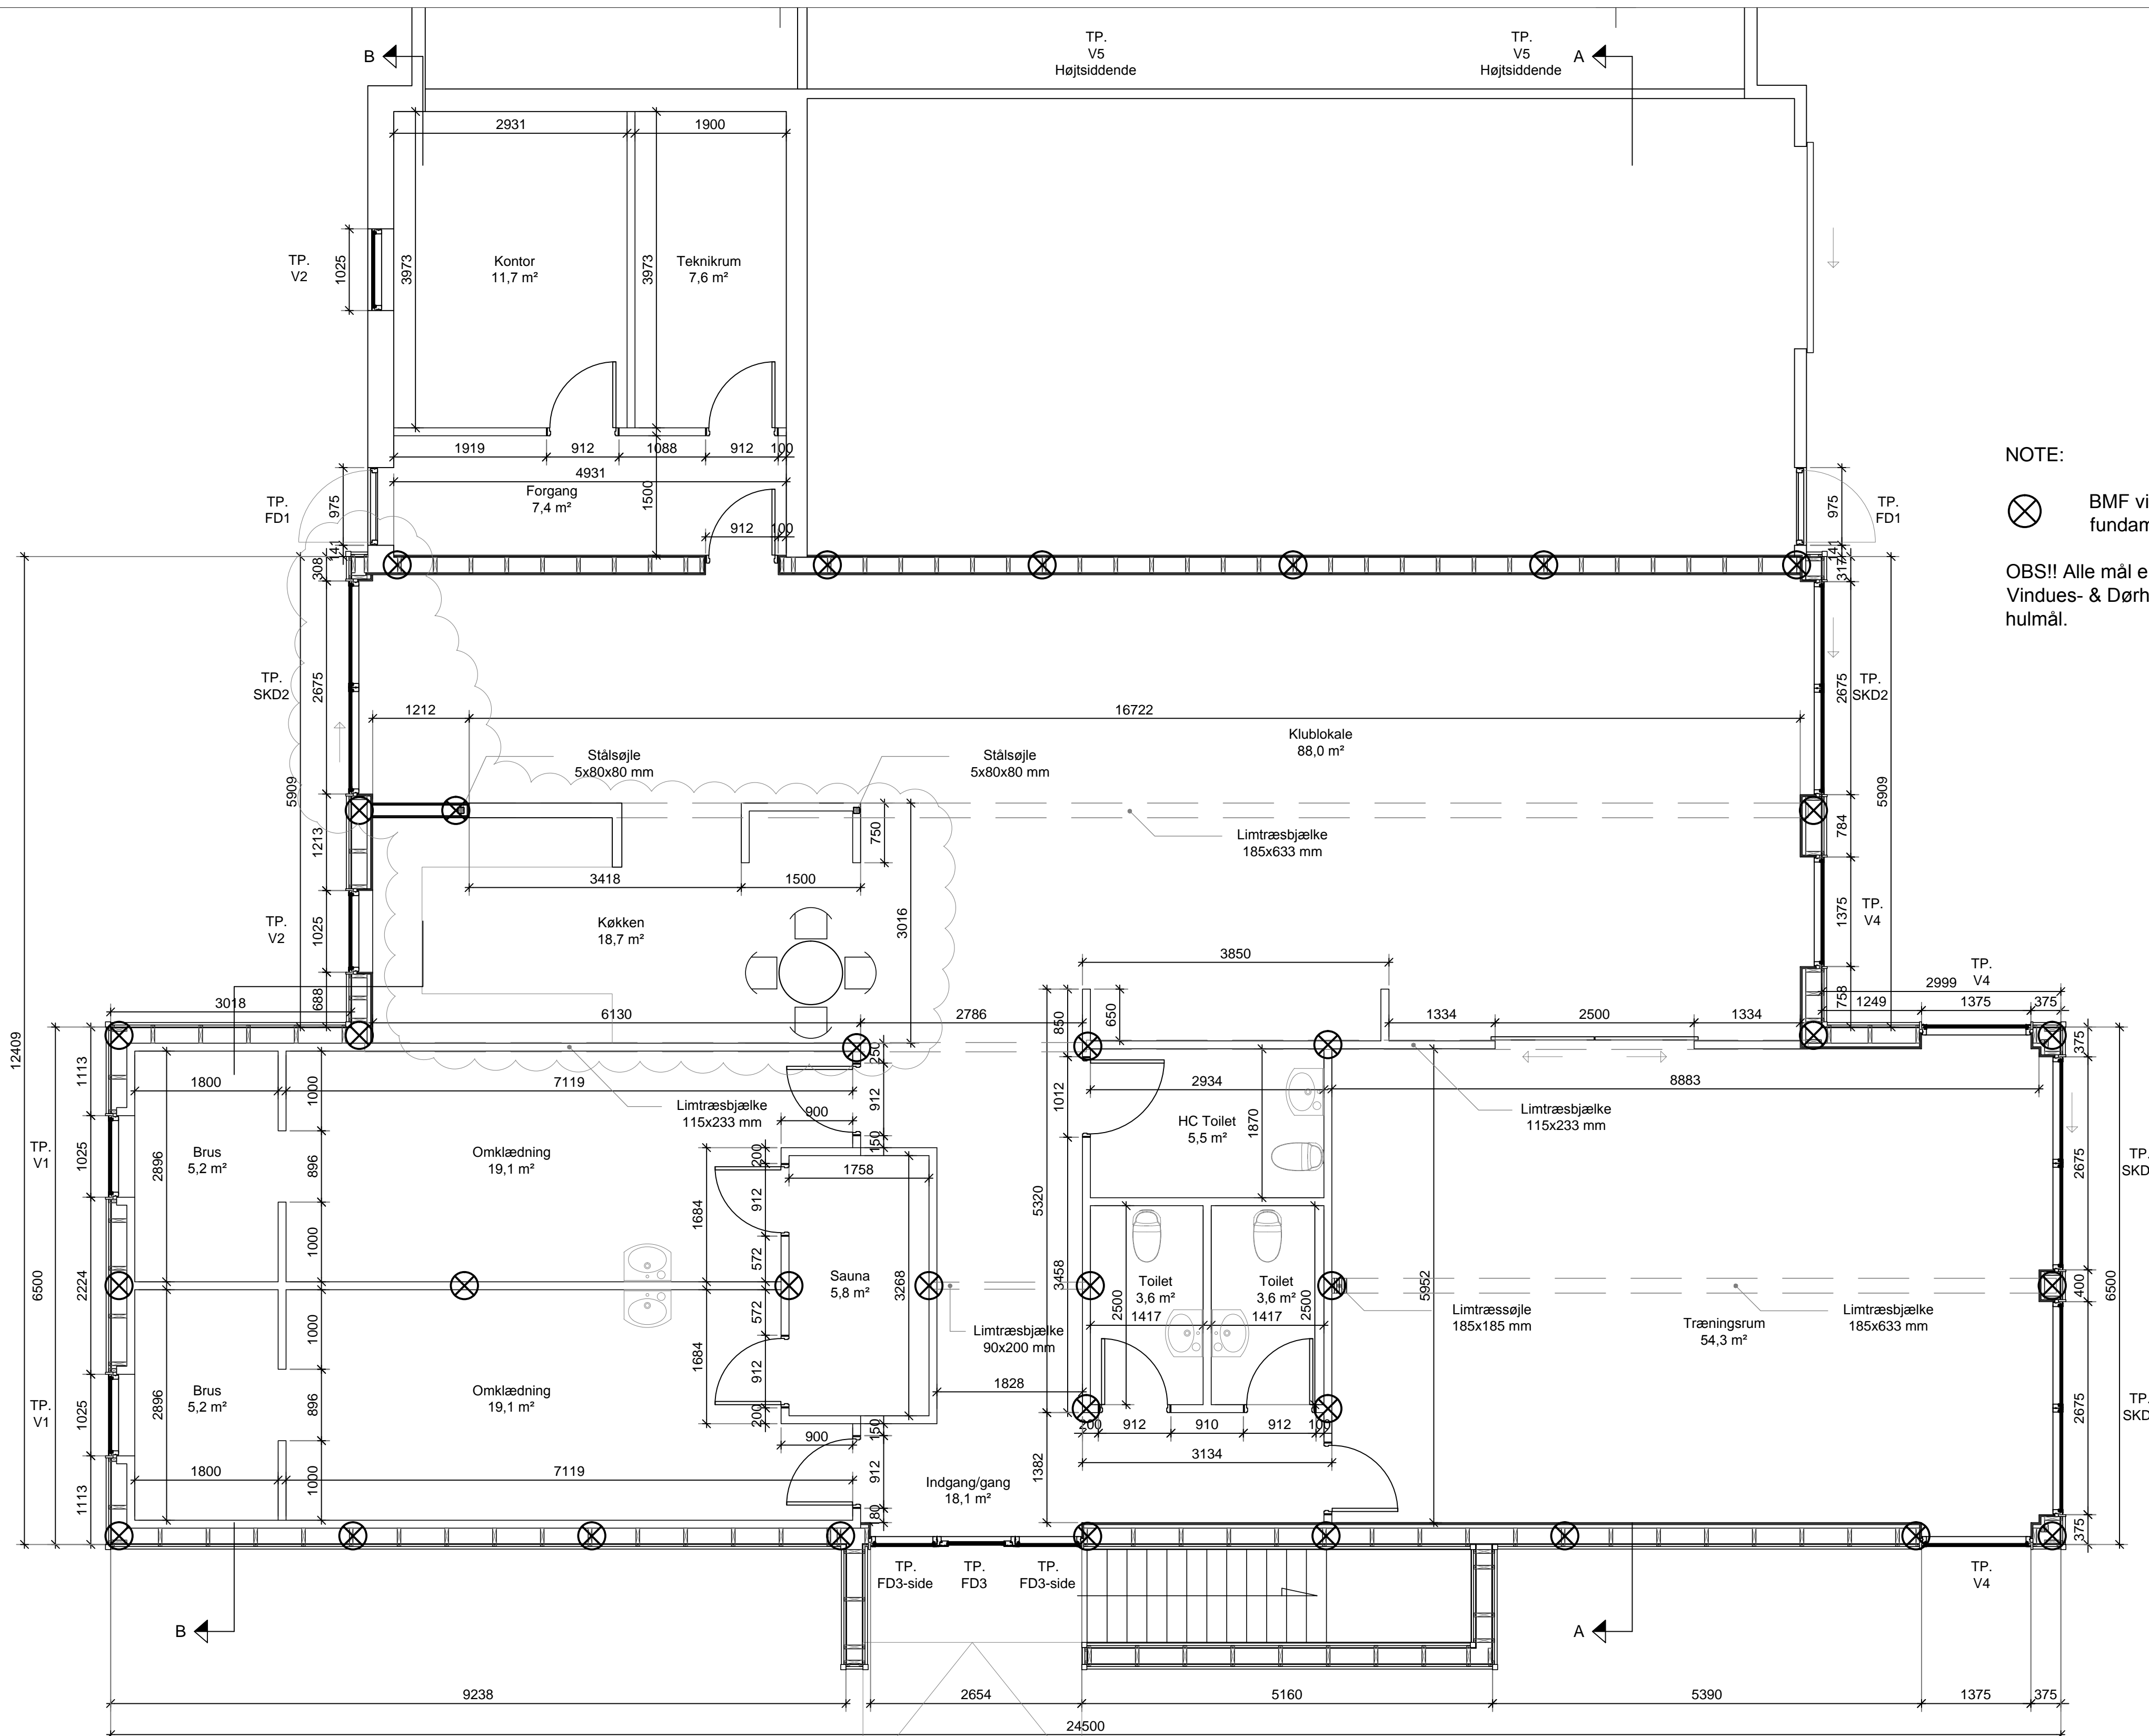 B
TP.
V5
Højtsiddende
TP.
V5
Højtsiddende
A
2931
1900
TP.
V2
1025
3973
Kontor
11,7 m²
3973
Teknikrum
7,6 m²
1919
912
1088
912
100
4931
Forgang
7,4 m²
1500
912
100
TP.
FD1
975
141
308
975
141
317
TP.
FD1
NOTE:
BMF
OBS!! Alle mål
Vindues- &
hulmål.
TP.
SKD2
2675
5909
1212
16722
Klublokale
88,0 m²
2675
TP.
SKD2
5909
Stålsøjle
5x80x80 mm
Stålsøjle
5x80x80 mm
1213
750
Limtræsbjælke
185x633 mm
784
3418
1500
1025
TP.
V2
Køkken
18,7 m²
3016
1375
TP.
V4
3850
TP.
V4
2999
3018
688
6130
2786
850
650
1334
2500
1334
758
1249
1375
375
12409
1113
1800
1000
7119
250
912
Limtræsbjælke
115x233 mm
900
150
1012
2934
8883
375
HC Toilet
5,5 m²
1870
Limtræsbjælke
115x233 mm
TP.
V1
1025
Brus
5,2 m²
2896
896
Omklædning
19,1 m²
200
1758
912
1684
5320
2675
TP.
1000
572
6500
2224
Sauna
5,8 m²
3268
3458
Toilet
3,6 m²
Toilet
3,6 m²
2500
1417
1417
2500
5952
400
6500
Limtræssøjle
185x185 mm
Træningsrum
54,3 m²
Limtræsbjælke
185x633 mm
Limtræsbjælke
90x200 mm
1000
572
1684
912
1828
TP.
V1
1025
Brus
5,2 m²
2896
896
Omklædning
19,1 m²
200
900
150
912
80
200
912
910
912
100
3134
1382
2675
TP.
1113
1800
1000
7119
Indgang/gang
18,1 m²
375
TP.
FD3-side
TP.
FD3
TP.
FD3-side
TP.
V4
B
A
9238
2654
5160
5390
1375
375
24500